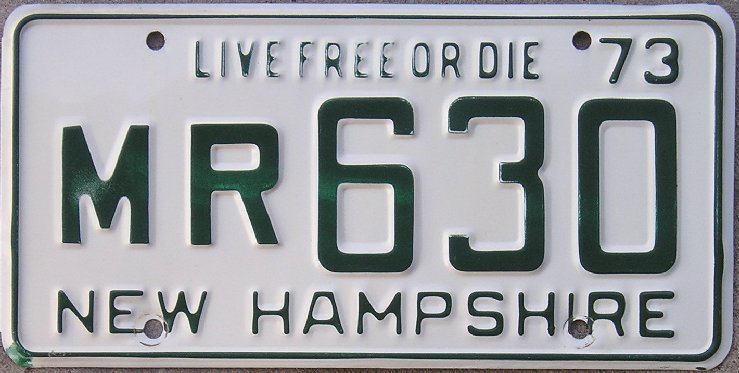 LIVE FREE OR DIE 73
MR630
NEW HAMPSHIRE